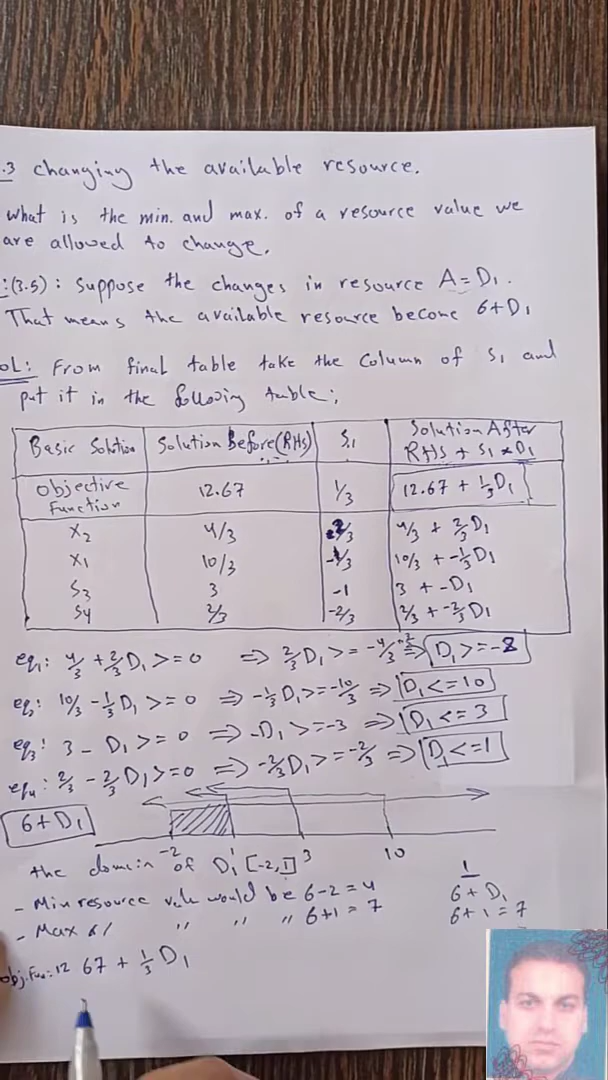 .3 changing the available resource.
what is the min. and max. of a resource value we
are allowed to change.
:(3.5): suppose the changes in resource A=D₁.
That means the available resource become 6+D₁
OL: From final table take the column of S₁ and
put it in the following table:
Basic Solution Solution Before(RHS) S₁ Solution After
RHS + S₁ × D₁
Objective
Function 12.67 1/3 12.67 + 1/3 D₁
X₂ 4/3 2/3 4/3 + 2/3 D₁
X₁ 10/3 -1/3 10/3 + -1/3 D₁
S₃ 3 -1 3 + -D₁
S₄ 2/3 -2/3 2/3 + -2/3 D₁
eq₁: 4/3 + 2/3 D₁ >= 0 => 2/3 D₁ >= -4/3 => D₁ >= -2
eq₂: 10/3 - 1/3 D₁ >= 0 => -1/3 D₁ >= -10/3 => D₁ <= 10
eq₃: 3 - D₁ >= 0 => -D₁ >= -3 => D₁ <= 3
eq₄: 2/3 - 2/3 D₁ >= 0 => -2/3 D₁ >= -2/3 => D₁ <= 1
6+D₁
-2 1 3 10
the domain of D₁ [-2,1]
1
- Min resource vale would be 6-2=4 6+D₁
- Max // // // // 6+1=7 6+1=7
obj.Fun: 12 67 + 1/3 D₁